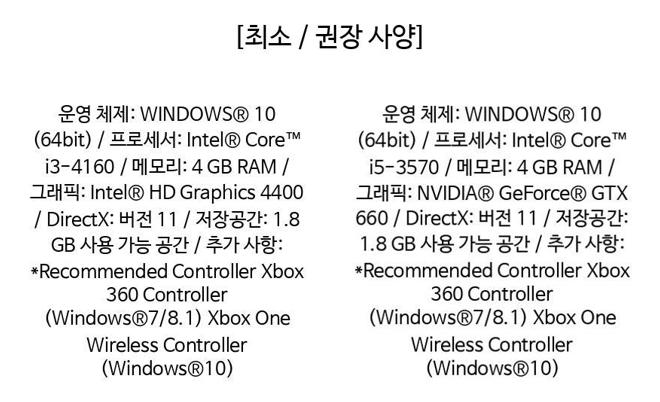 [최소 / 권장 사양]
운영 체제: WINDOWS® 10
(64bit) / 프로세서: Intel® Core™
i3-4160 / 메모리: 4 GB RAM /
그래픽: Intel® HD Graphics 4400
/ DirectX: 버전 11 / 저장공간: 1.8
GB 사용 가능 공간 / 추가 사항:
*Recommended Controller Xbox
360 Controller
(Windows®7/8.1) Xbox One
Wireless Controller
(Windows®10)
운영 체제: WINDOWS® 10
(64bit) / 프로세서: Intel® Core™
i5-3570 / 메모리: 4 GB RAM /
그래픽: NVIDIA® GeForce® GTX
660 / DirectX: 버전 11 / 저장공간:
1.8 GB 사용 가능 공간 / 추가 사항:
*Recommended Controller Xbox
360 Controller
(Windows®7/8.1) Xbox One
Wireless Controller
(Windows®10)